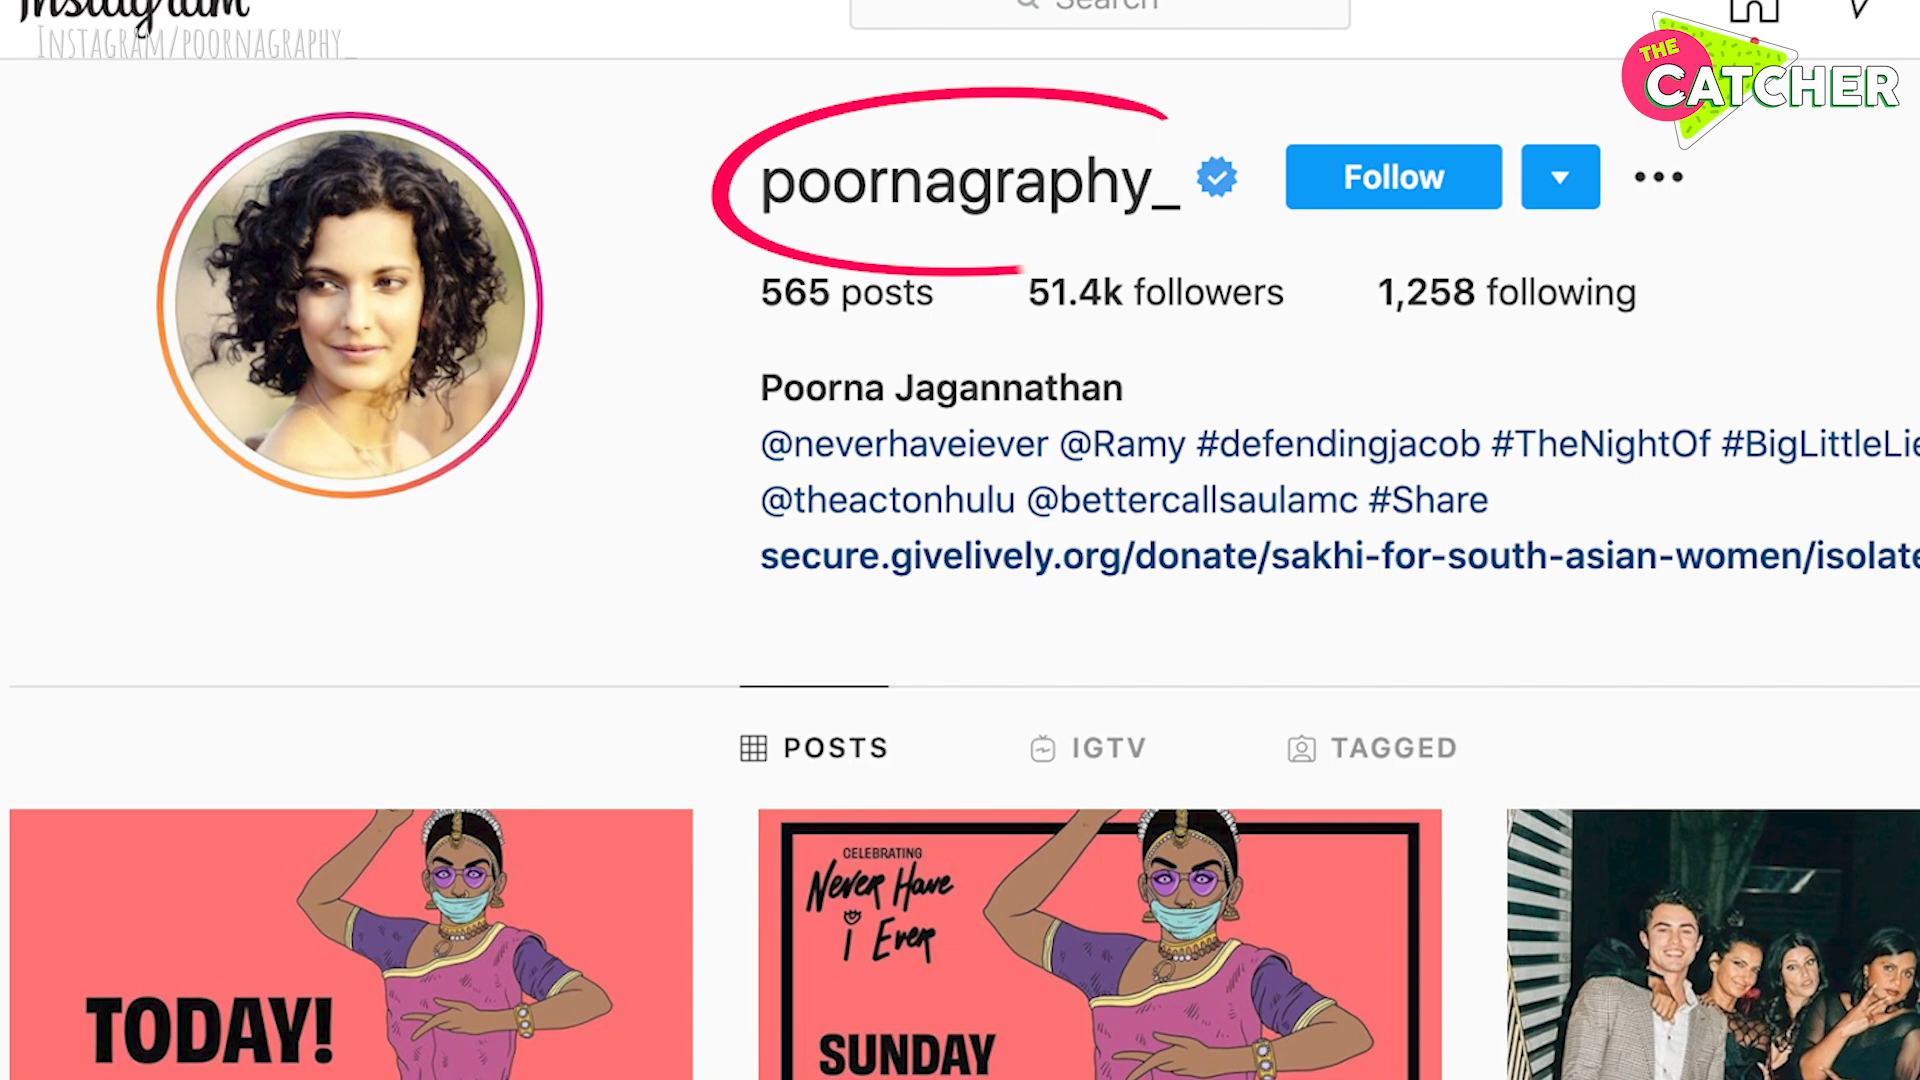 Instagram
Search
INSTAGRAM/POORNAGRAPHY_
THE
CATCHER
poornagraphy_
Follow
565 posts 51.4k followers 1,258 following
Poorna Jagannathan
@neverhaveiever @Ramy #defendingjacob #TheNightOf #BigLittleLie
@theactonhulu @bettercallsaulamc #Share
secure.givelively.org/donate/sakhi-for-south-asian-women/isolate
POSTS IGTV TAGGED
CELEBRATING
NEVER HAVE
I EVER
TODAY!
SUNDAY